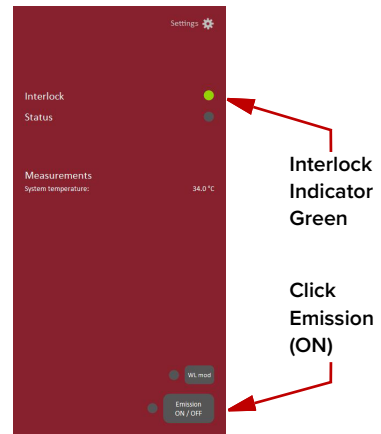 Settings
Interlock
Status
Measurements
System temperature: 34.0 °C
Interlock
Indicator
Green
Click
Emission
(ON)
WL mod
Emission
ON / OFF